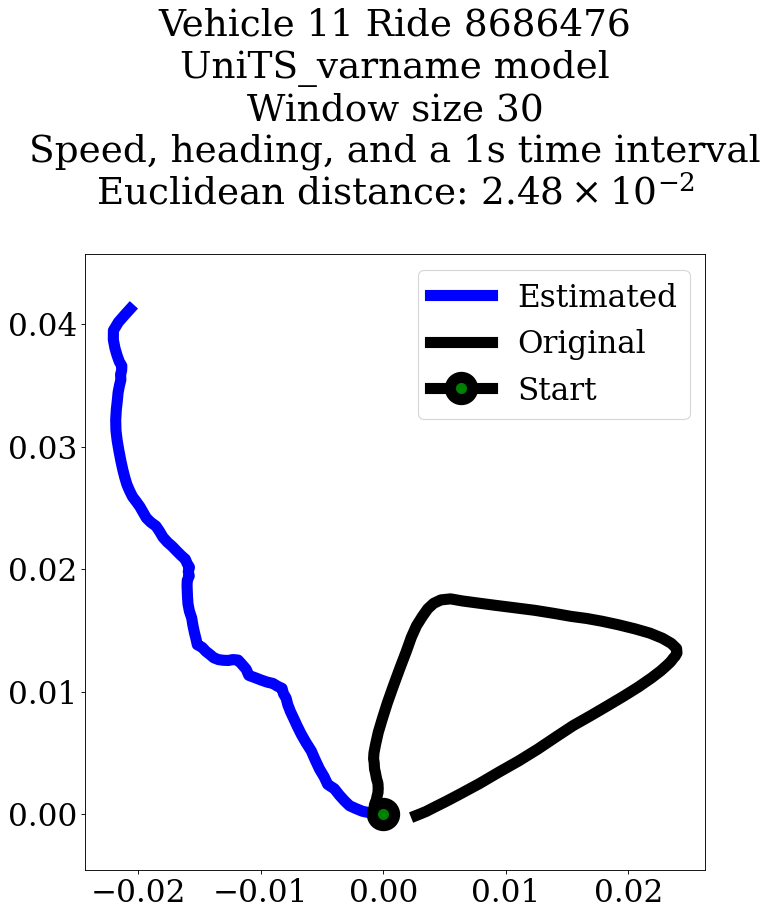 Vehicle 11 Ride 8686476
UniTS_varname model
Window size 30
Speed, heading, and a 1s time interval
Euclidean distance: 2.48 × 10⁻²
Estimated
Original
Start
0.04
0.03
0.02
0.01
0.00
−0.02 −0.01 0.00 0.01 0.02